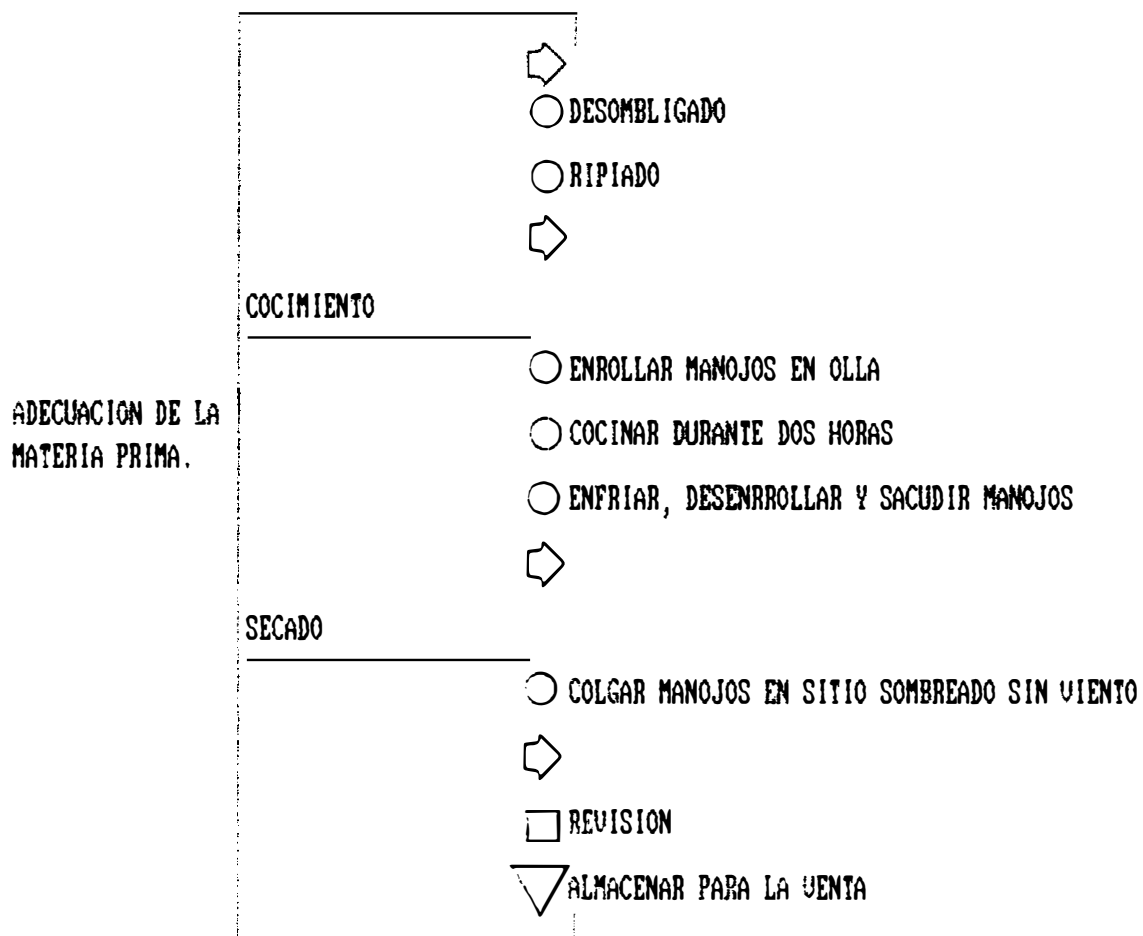 DESOMBLIGADO
RIPIADO
COCIMIENTO
ENROLLAR MANOJOS EN OLLA
ADECUACION DE LA
MATERIA PRIMA.
COCINAR DURANTE DOS HORAS
ENFRIAR, DESENRROLLAR Y SACUDIR MANOJOS
SECADO
COLGAR MANOJOS EN SITIO SOMBREADO SIN VIENTO
REVISION
ALMACENAR PARA LA VENTA